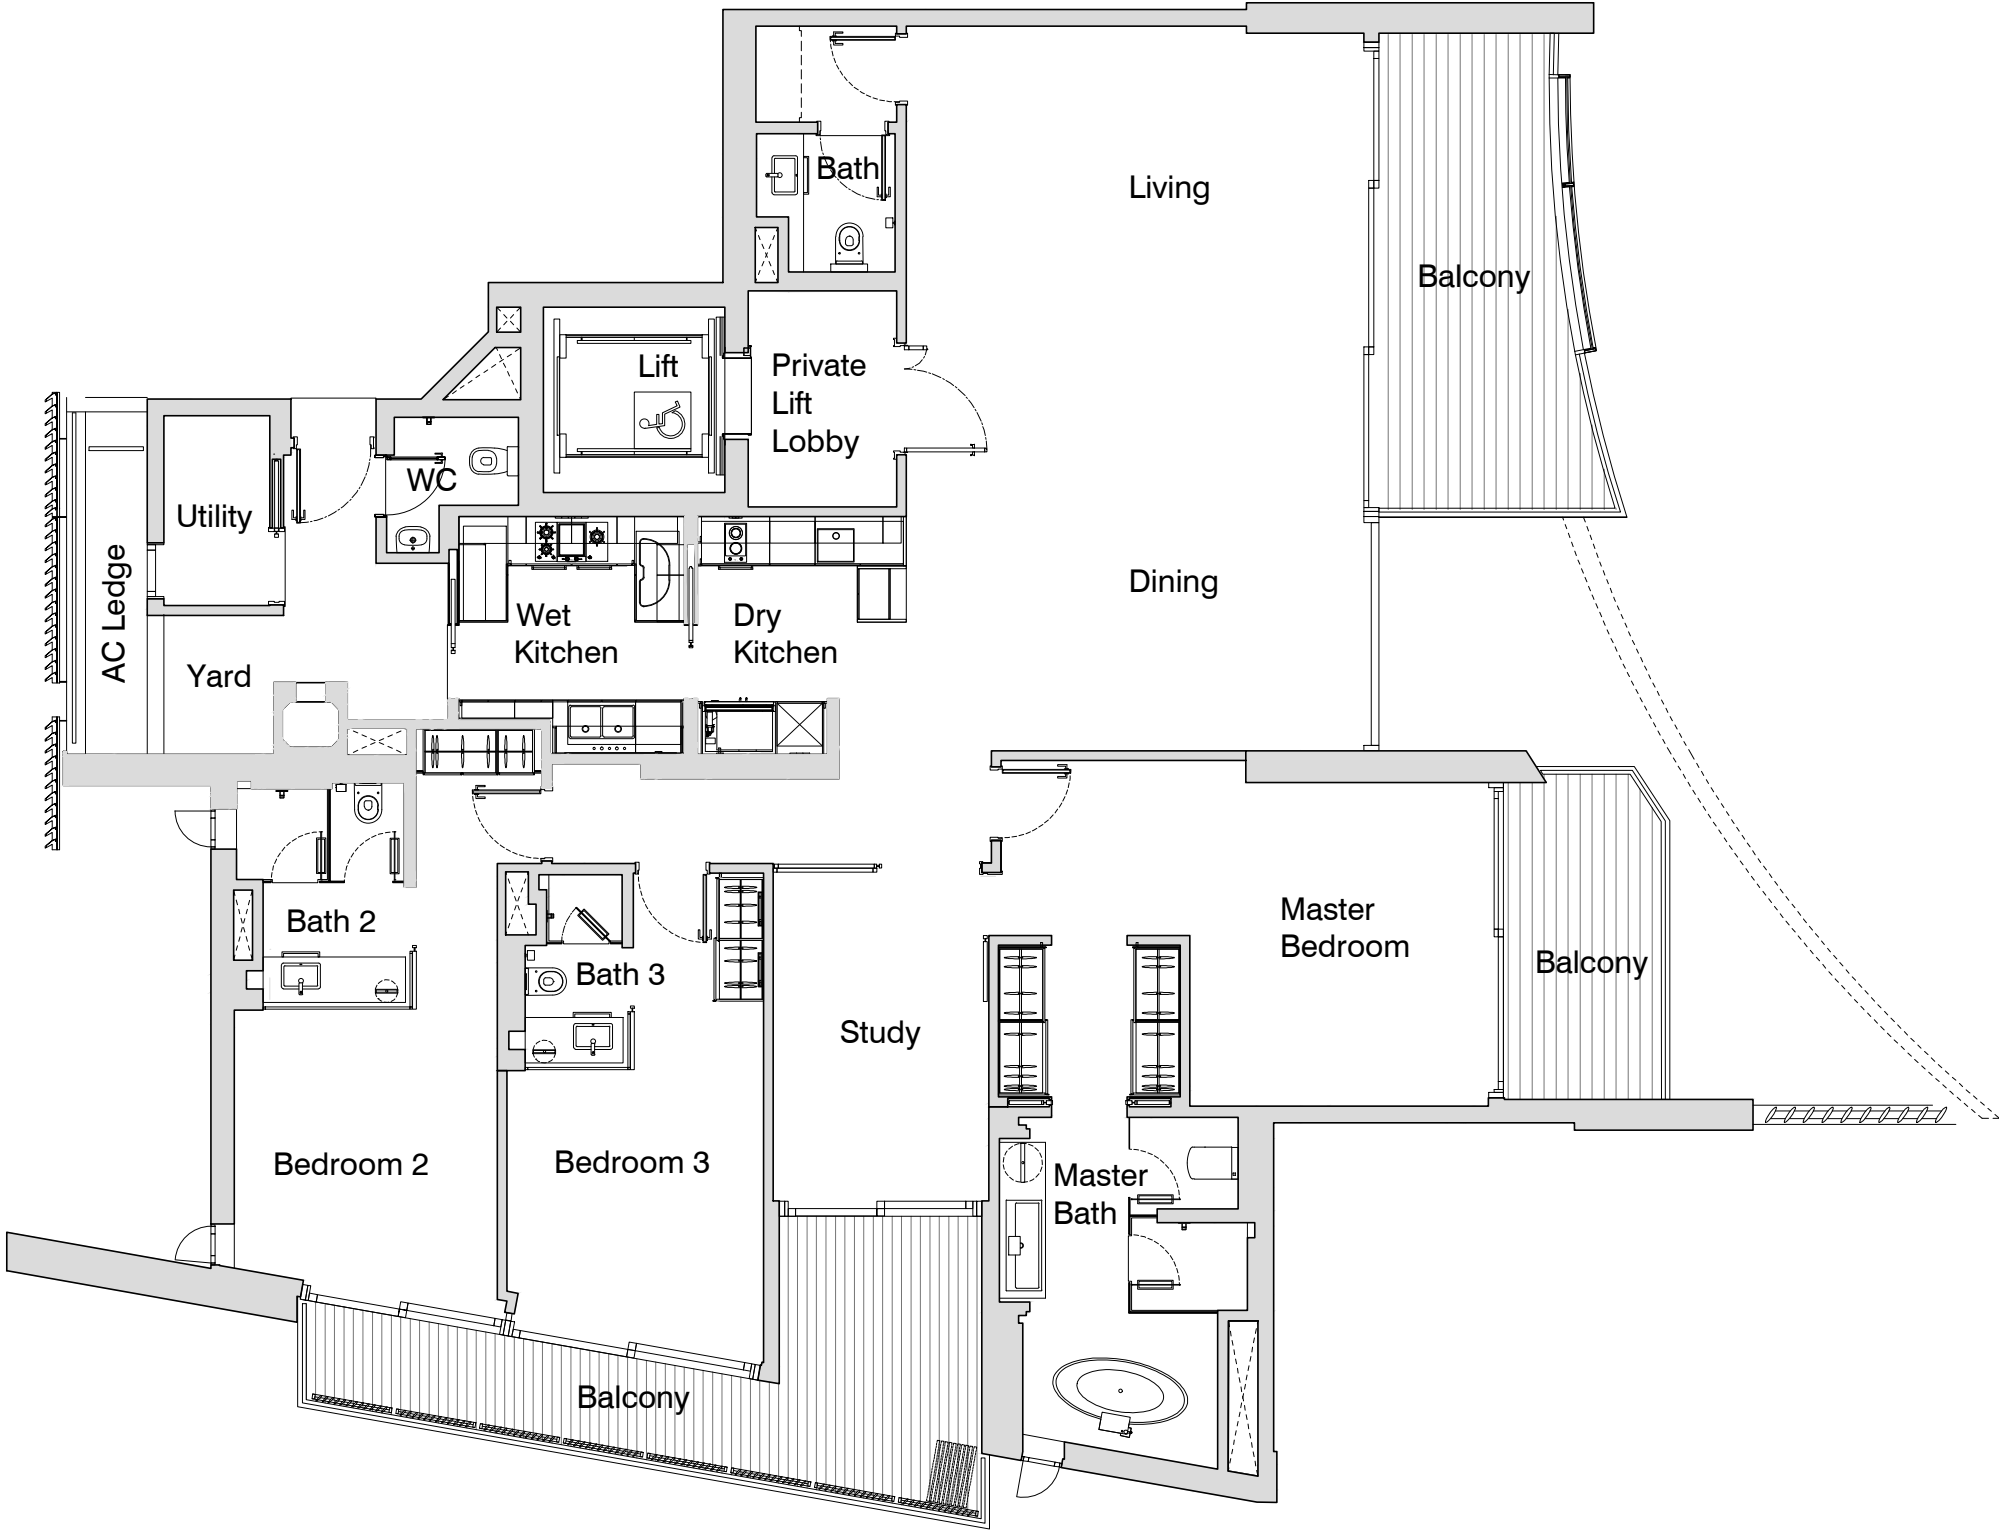 Bath
Living
Balcony
Lift
Private
Lift
Lobby
WC
Utility
AC Ledge
Dining
Wet
Kitchen
Dry
Kitchen
Yard
Bath 2
Bath 3
Master
Bedroom
Balcony
Study
Bedroom 2
Bedroom 3
Master
Bath
Balcony